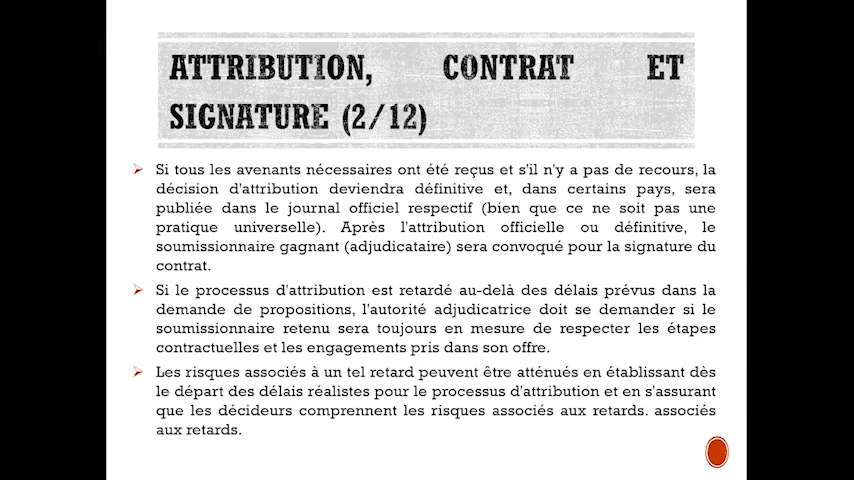 ATTRIBUTION, CONTRAT ET
SIGNATURE (2/12)
Si tous les avenants nécessaires ont été reçus et s'il n'y a pas de recours, la
décision d'attribution deviendra définitive et, dans certains pays, sera
publiée dans le journal officiel respectif (bien que ce ne soit pas une
pratique universelle). Après l'attribution officielle ou définitive, le
soumissionnaire gagnant (adjudicataire) sera convoqué pour la signature du
contrat.
Si le processus d'attribution est retardé au-delà des délais prévus dans la
demande de propositions, l'autorité adjudicatrice doit se demander si le
soumissionnaire retenu sera toujours en mesure de respecter les étapes
contractuelles et les engagements pris dans son offre.
Les risques associés à un tel retard peuvent être atténués en établissant dès
le départ des délais réalistes pour le processus d'attribution et en s'assurant
que les décideurs comprennent les risques associés aux retards. associés
aux retards.